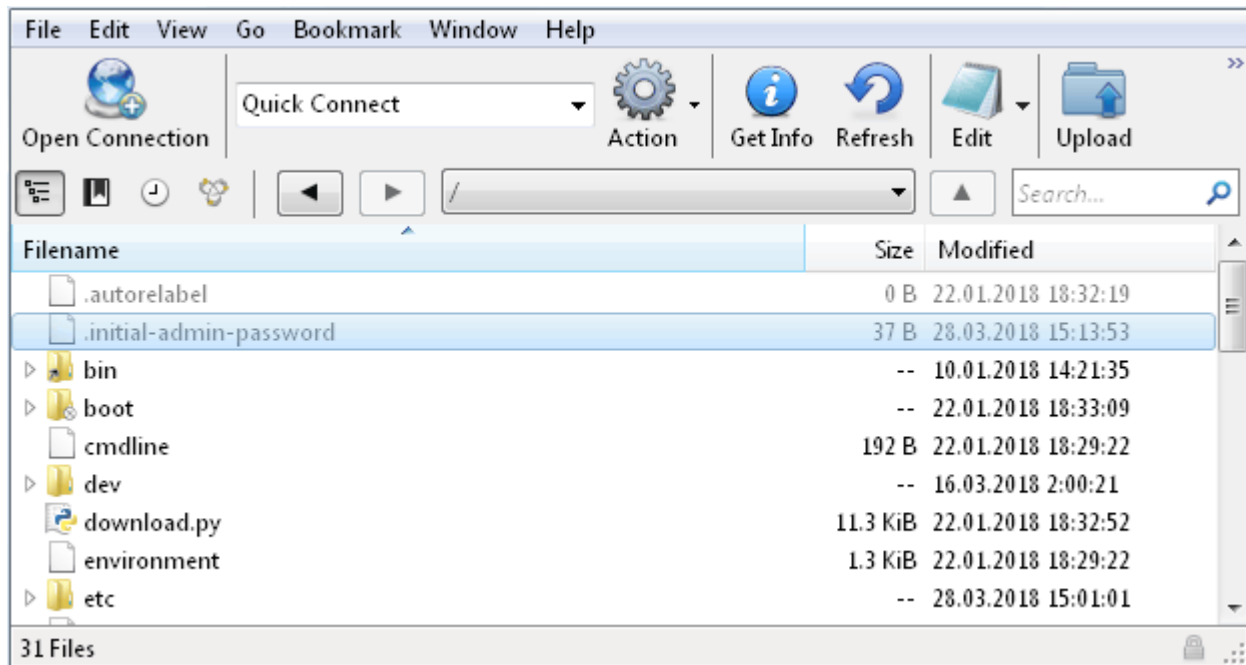 File Edit View Go Bookmark Window Help
Open Connection Quick Connect Action Get Info Refresh Edit Upload
/ Search...
Filename Size Modified
.autorelabel 0 B 22.01.2018 18:32:19
.initial-admin-password 37 B 28.03.2018 15:13:53
bin -- 10.01.2018 14:21:35
boot -- 22.01.2018 18:33:09
cmdline 192 B 22.01.2018 18:29:22
dev -- 16.03.2018 2:00:21
download.py 11.3 KiB 22.01.2018 18:32:52
environment 1.3 KiB 22.01.2018 18:29:22
etc -- 28.03.2018 15:01:01
31 Files